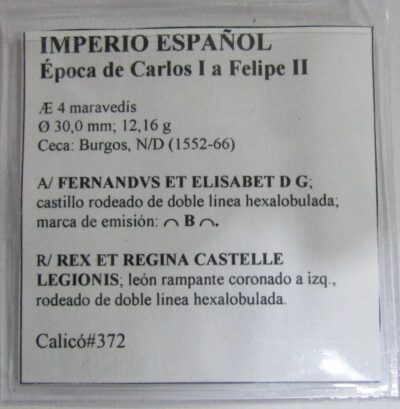 IMPERIO ESPAÑOL
Época de Carlos I a Felipe II
Æ 4 maravedís
Ø 30,0 mm; 12,16 g
Ceca: Burgos, N/D (1552-66)
A/ FERNANDVS ET ELISABET D G;
castillo rodeado de doble línea hexalobulada;
marca de emisión: ⌒ B ⌒.
R/ REX ET REGINA CASTELLE
LEGIONIS; león rampante coronado a izq.,
rodeado de doble línea hexalobulada.
Calicó#372